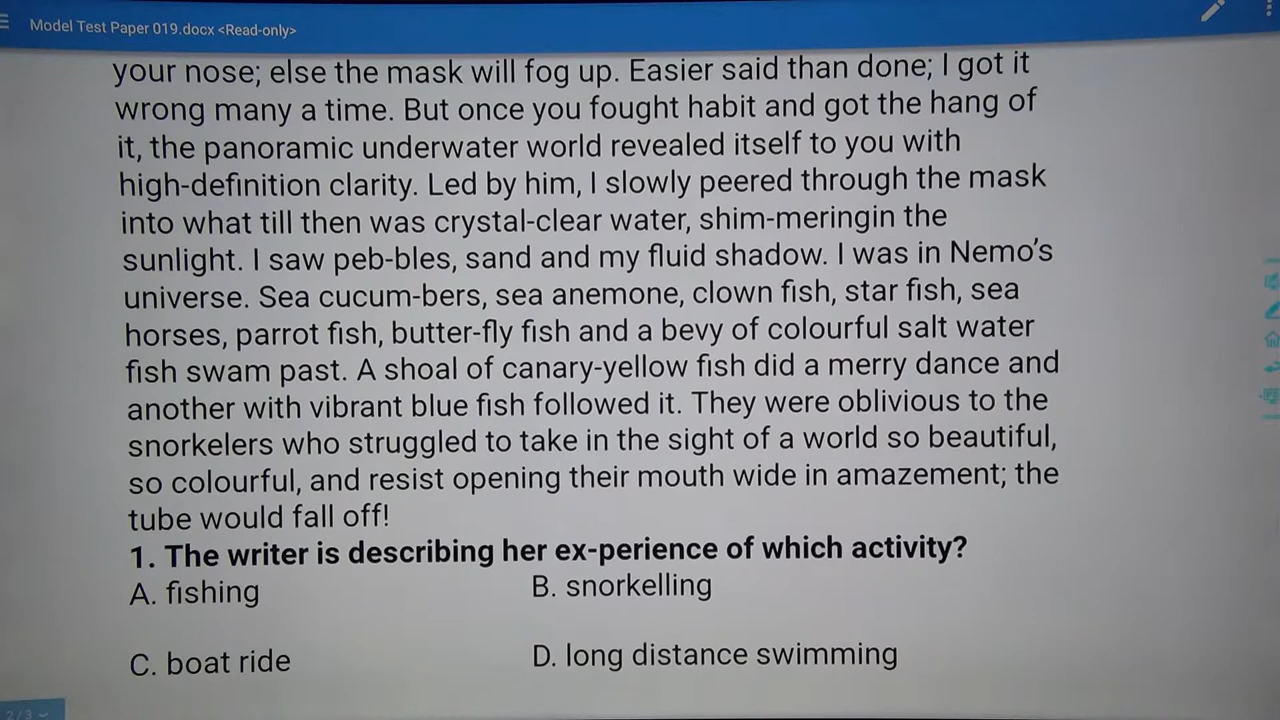 Model Test Paper 019.docx <Read-only>
your nose; else the mask will fog up. Easier said than done; I got it
wrong many a time. But once you fought habit and got the hang of
it, the panoramic underwater world revealed itself to you with
high-definition clarity. Led by him, I slowly peered through the mask
into what till then was crystal-clear water, shim-meringin the
sunlight. I saw peb-bles, sand and my fluid shadow. I was in Nemo's
universe. Sea cucum-bers, sea anemone, clown fish, star fish, sea
horses, parrot fish, butter-fly fish and a bevy of colourful salt water
fish swam past. A shoal of canary-yellow fish did a merry dance and
another with vibrant blue fish followed it. They were oblivious to the
snorkelers who struggled to take in the sight of a world so beautiful,
so colourful, and resist opening their mouth wide in amazement; the
tube would fall off!
1. The writer is describing her ex-perience of which activity?
A. fishing B. snorkelling
C. boat ride D. long distance swimming
2/3